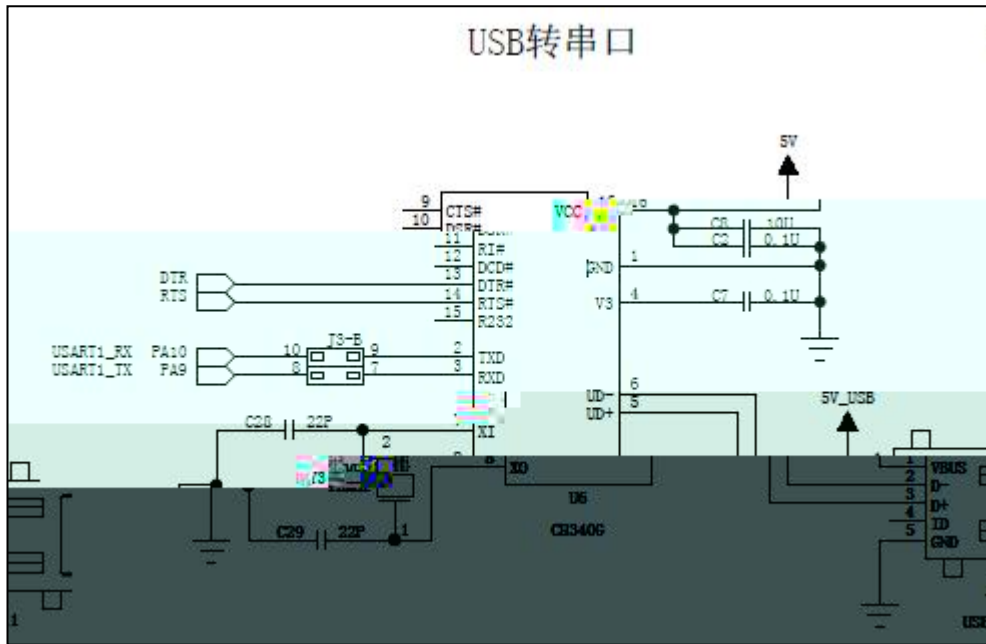 USB转串口
5V
9 CTS# VCC
10 DSR#
C8 10U
11 RI# C2 0.1U
12 DCD# GND 1
DTR 13 DTR#
RTS 14 RTS# V3 4 C7 0.1U
15 R232
J3-B
USART1_RX PA10 10 9 2 TXD
USART1_TX PA9 8 7 3 RXD
UD- 6
UD+ 5
5V_USB
C28 22P XI
2
8 XO
1 VBUS
2 D-
3 D+
4 ID
5 GND
U6
CH340G
C29 22P 1
1